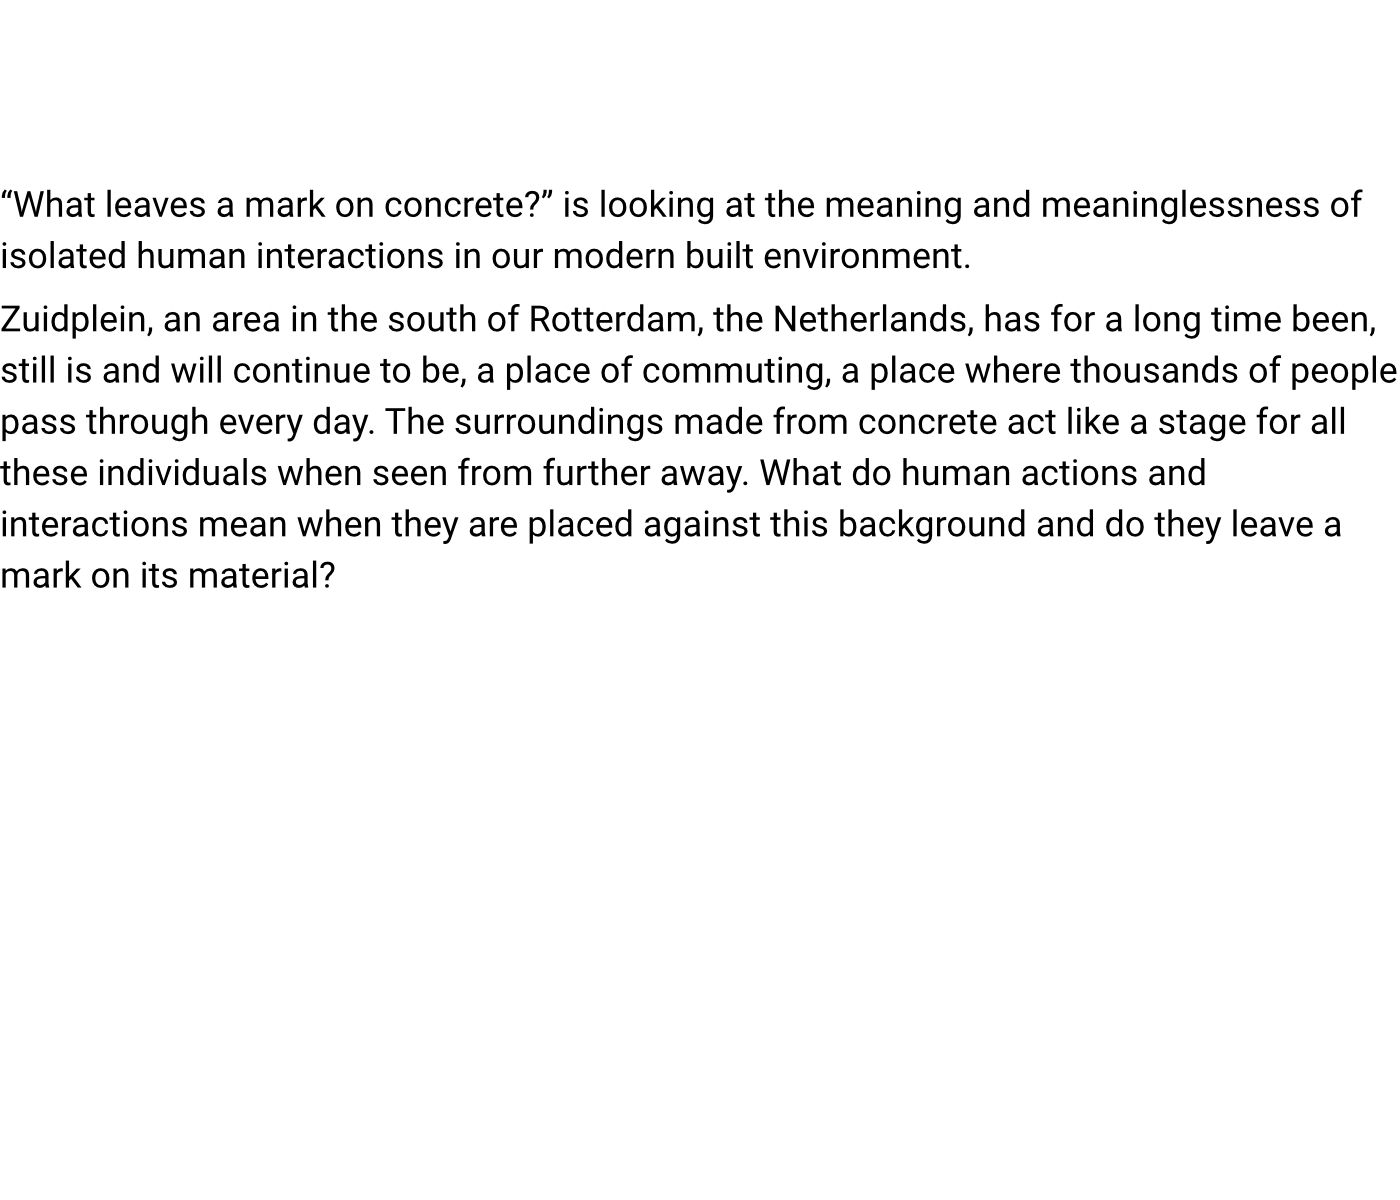 “What leaves a mark on concrete?” is looking at the meaning and meaninglessness of
isolated human interactions in our modern built environment.
Zuidplein, an area in the south of Rotterdam, the Netherlands, has for a long time been,
still is and will continue to be, a place of commuting, a place where thousands of people
pass through every day. The surroundings made from concrete act like a stage for all
these individuals when seen from further away. What do human actions and
interactions mean when they are placed against this background and do they leave a
mark on its material?